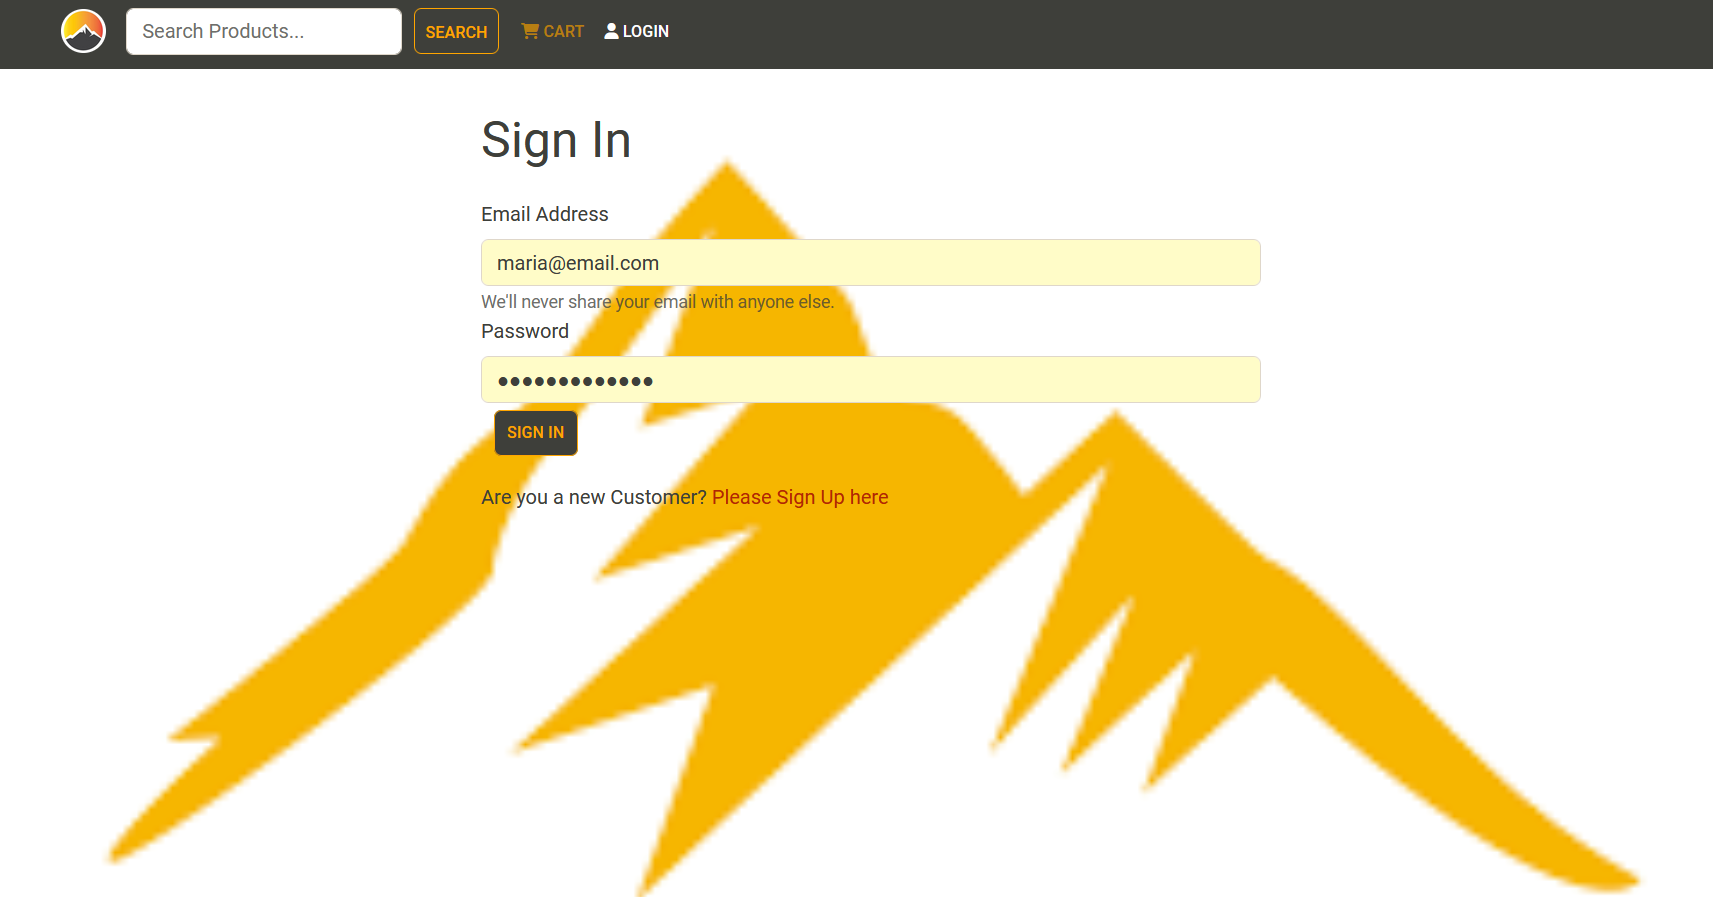 Search Products... SEARCH CART LOGIN
Sign In
Email Address
maria@email.com
We'll never share your email with anyone else.
Password
●●●●●●●●●●●●●
SIGN IN
Are you a new Customer? Please Sign Up here